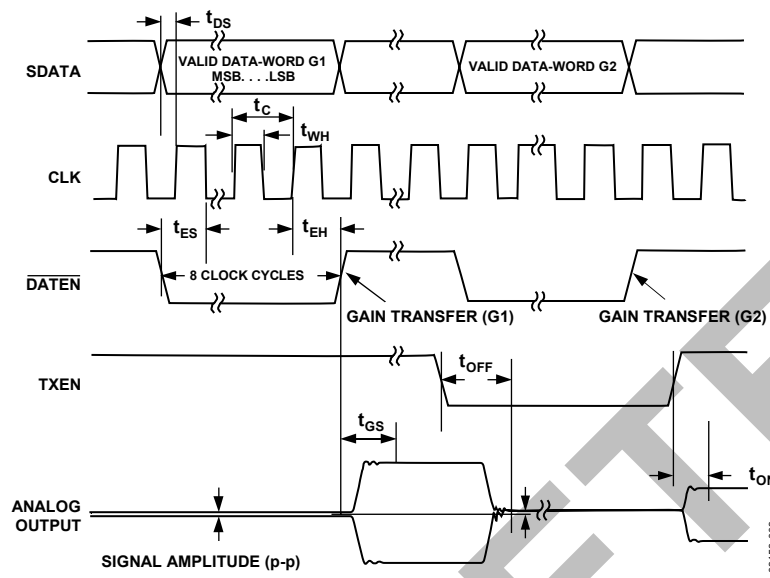 tDS
SDATA
VALID DATA-WORD G1
MSB. . . .LSB
VALID DATA-WORD G2
tC
tWH
CLK
tES
tEH
DATEN
8 CLOCK CYCLES
GAIN TRANSFER (G1)
GAIN TRANSFER (G2)
TXEN
tOFF
tGS
tON
ANALOG
OUTPUT
SIGNAL AMPLITUDE (p-p)